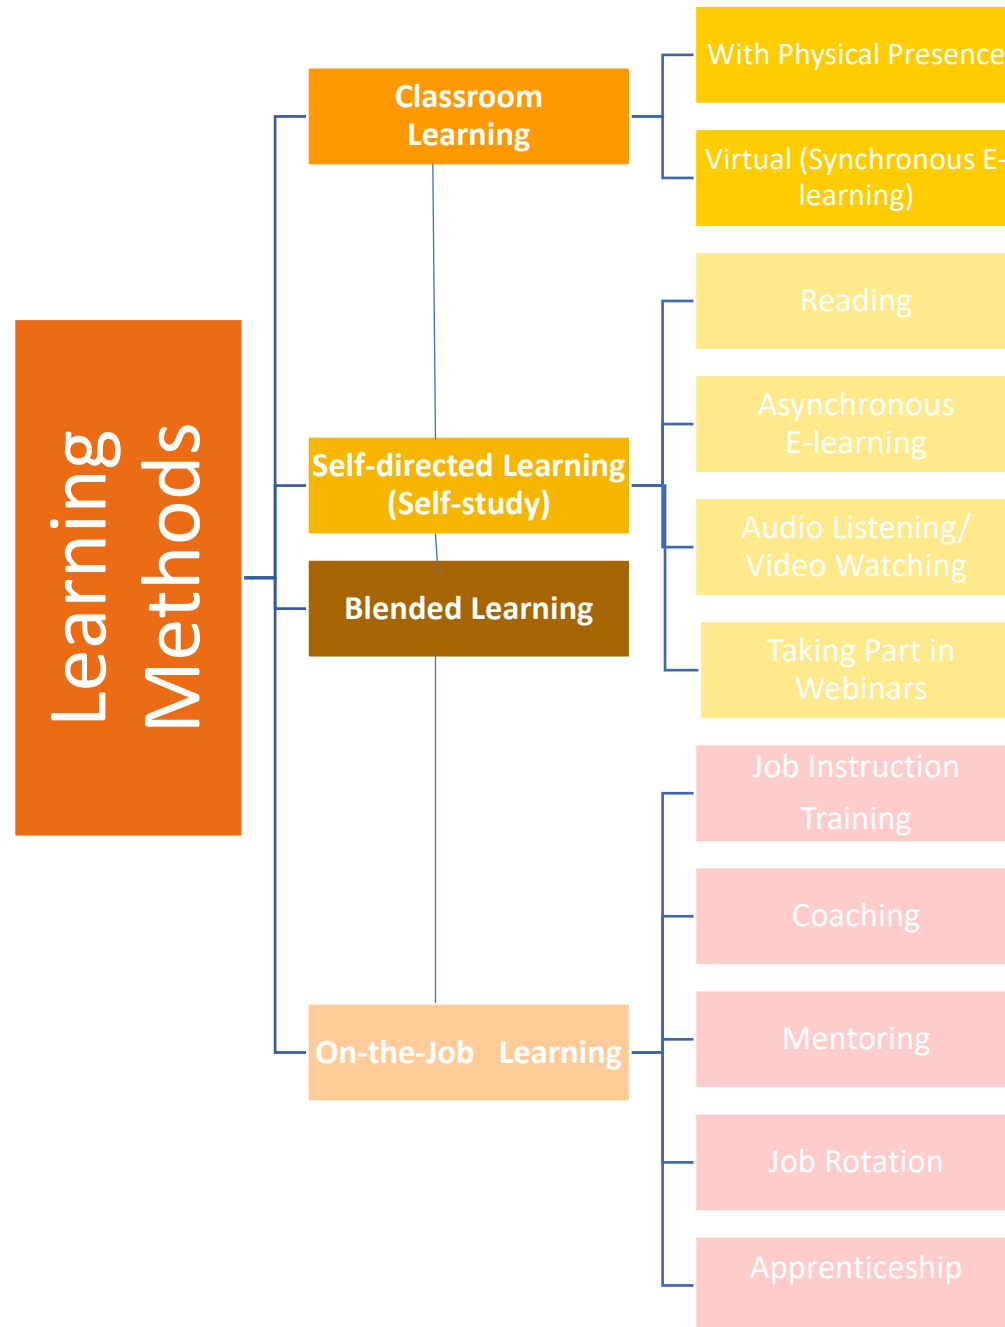 Learning
Methods
Classroom
Learning
With Physical Presence
Virtual (Synchronous E-
learning)
Self-directed Learning
(Self-study)
Reading
Asynchronous
E-learning
Audio Listening/
Video Watching
Taking Part in
Webinars
Blended Learning
On-the-Job Learning
Job Instruction
Training
Coaching
Mentoring
Job Rotation
Apprenticeship